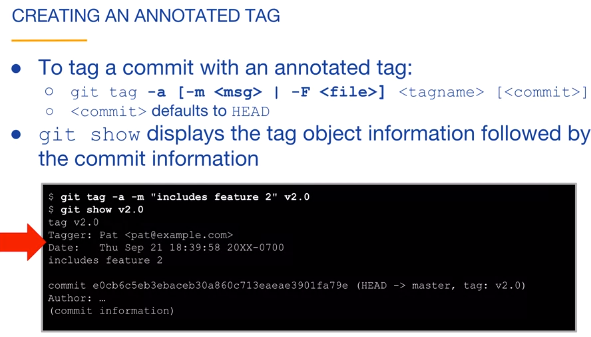 CREATING AN ANNOTATED TAG
● To tag a commit with an annotated tag:
○ git tag -a [-m <msg> | -F <file>] <tagname> [<commit>]
○ <commit> defaults to HEAD
● git show displays the tag object information followed by
the commit information
$ git tag -a -m "includes feature 2" v2.0
$ git show v2.0
tag v2.0
Tagger: Pat <pat@example.com>
Date:   Thu Sep 21 18:39:58 20XX-0700
includes feature 2
commit e0cb6c5eb3ebaceb30a860c713eaeae3901fa79e (HEAD -> master, tag: v2.0)
Author: …
(commit information)